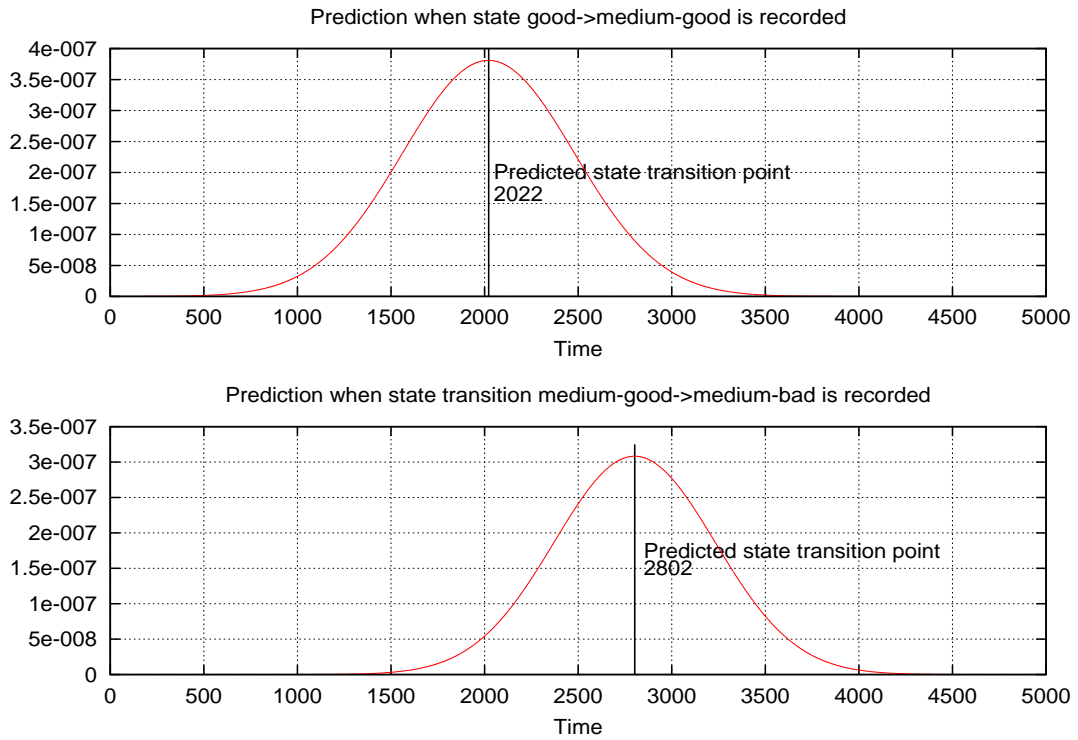 Prediction when state good->medium-good is recorded
4e-007
3.5e-007
3e-007
2.5e-007
2e-007
1.5e-007
1e-007
5e-008
0
Predicted state transition point
2022
0 500 1000 1500 2000 2500 3000 3500 4000 4500 5000
Time
Prediction when state transition medium-good->medium-bad is recorded
3.5e-007
3e-007
2.5e-007
2e-007
1.5e-007
1e-007
5e-008
0
Predicted state transition point
2802
0 500 1000 1500 2000 2500 3000 3500 4000 4500 5000
Time